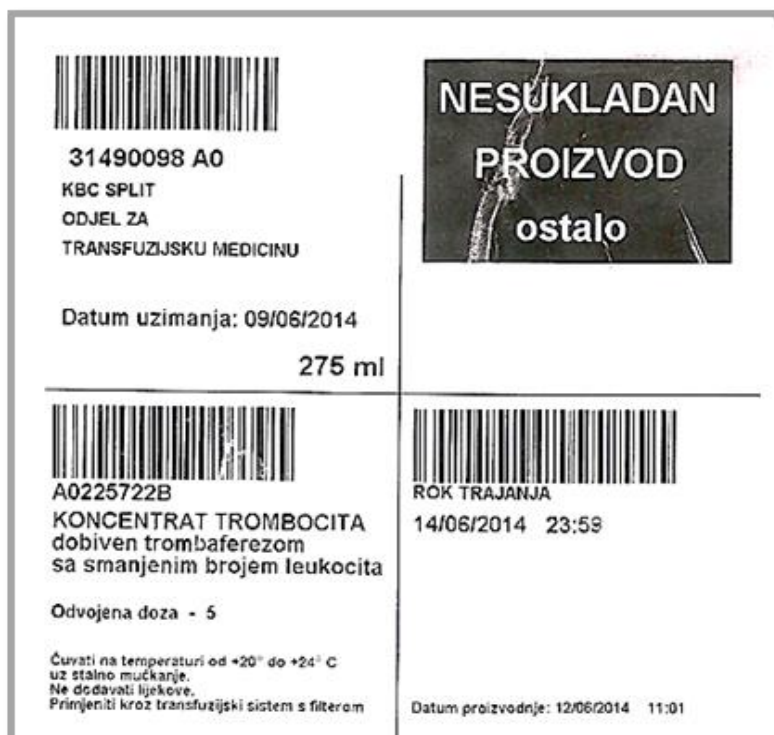 31490098 A0
KBC SPLIT
ODJEL ZA
TRANSFUZIJSKU MEDICINU
Datum uzimanja: 09/06/2014
275 ml
NESUKLADAN
PROIZVOD
ostalo
A0225722B
KONCENTRAT TROMBOCITA
dobiven trombaferezom
sa smanjenim brojem leukocita
Odvojena doza - 5
Čuvati na temperaturi od +20° do +24° C
uz stalno mućkanje.
Ne dodavati lijekove.
Primjeniti kroz transfuzijski sistem s filterom
ROK TRAJANJA
14/06/2014 23:59
Datum proizvodnje: 12/06/2014 11:01